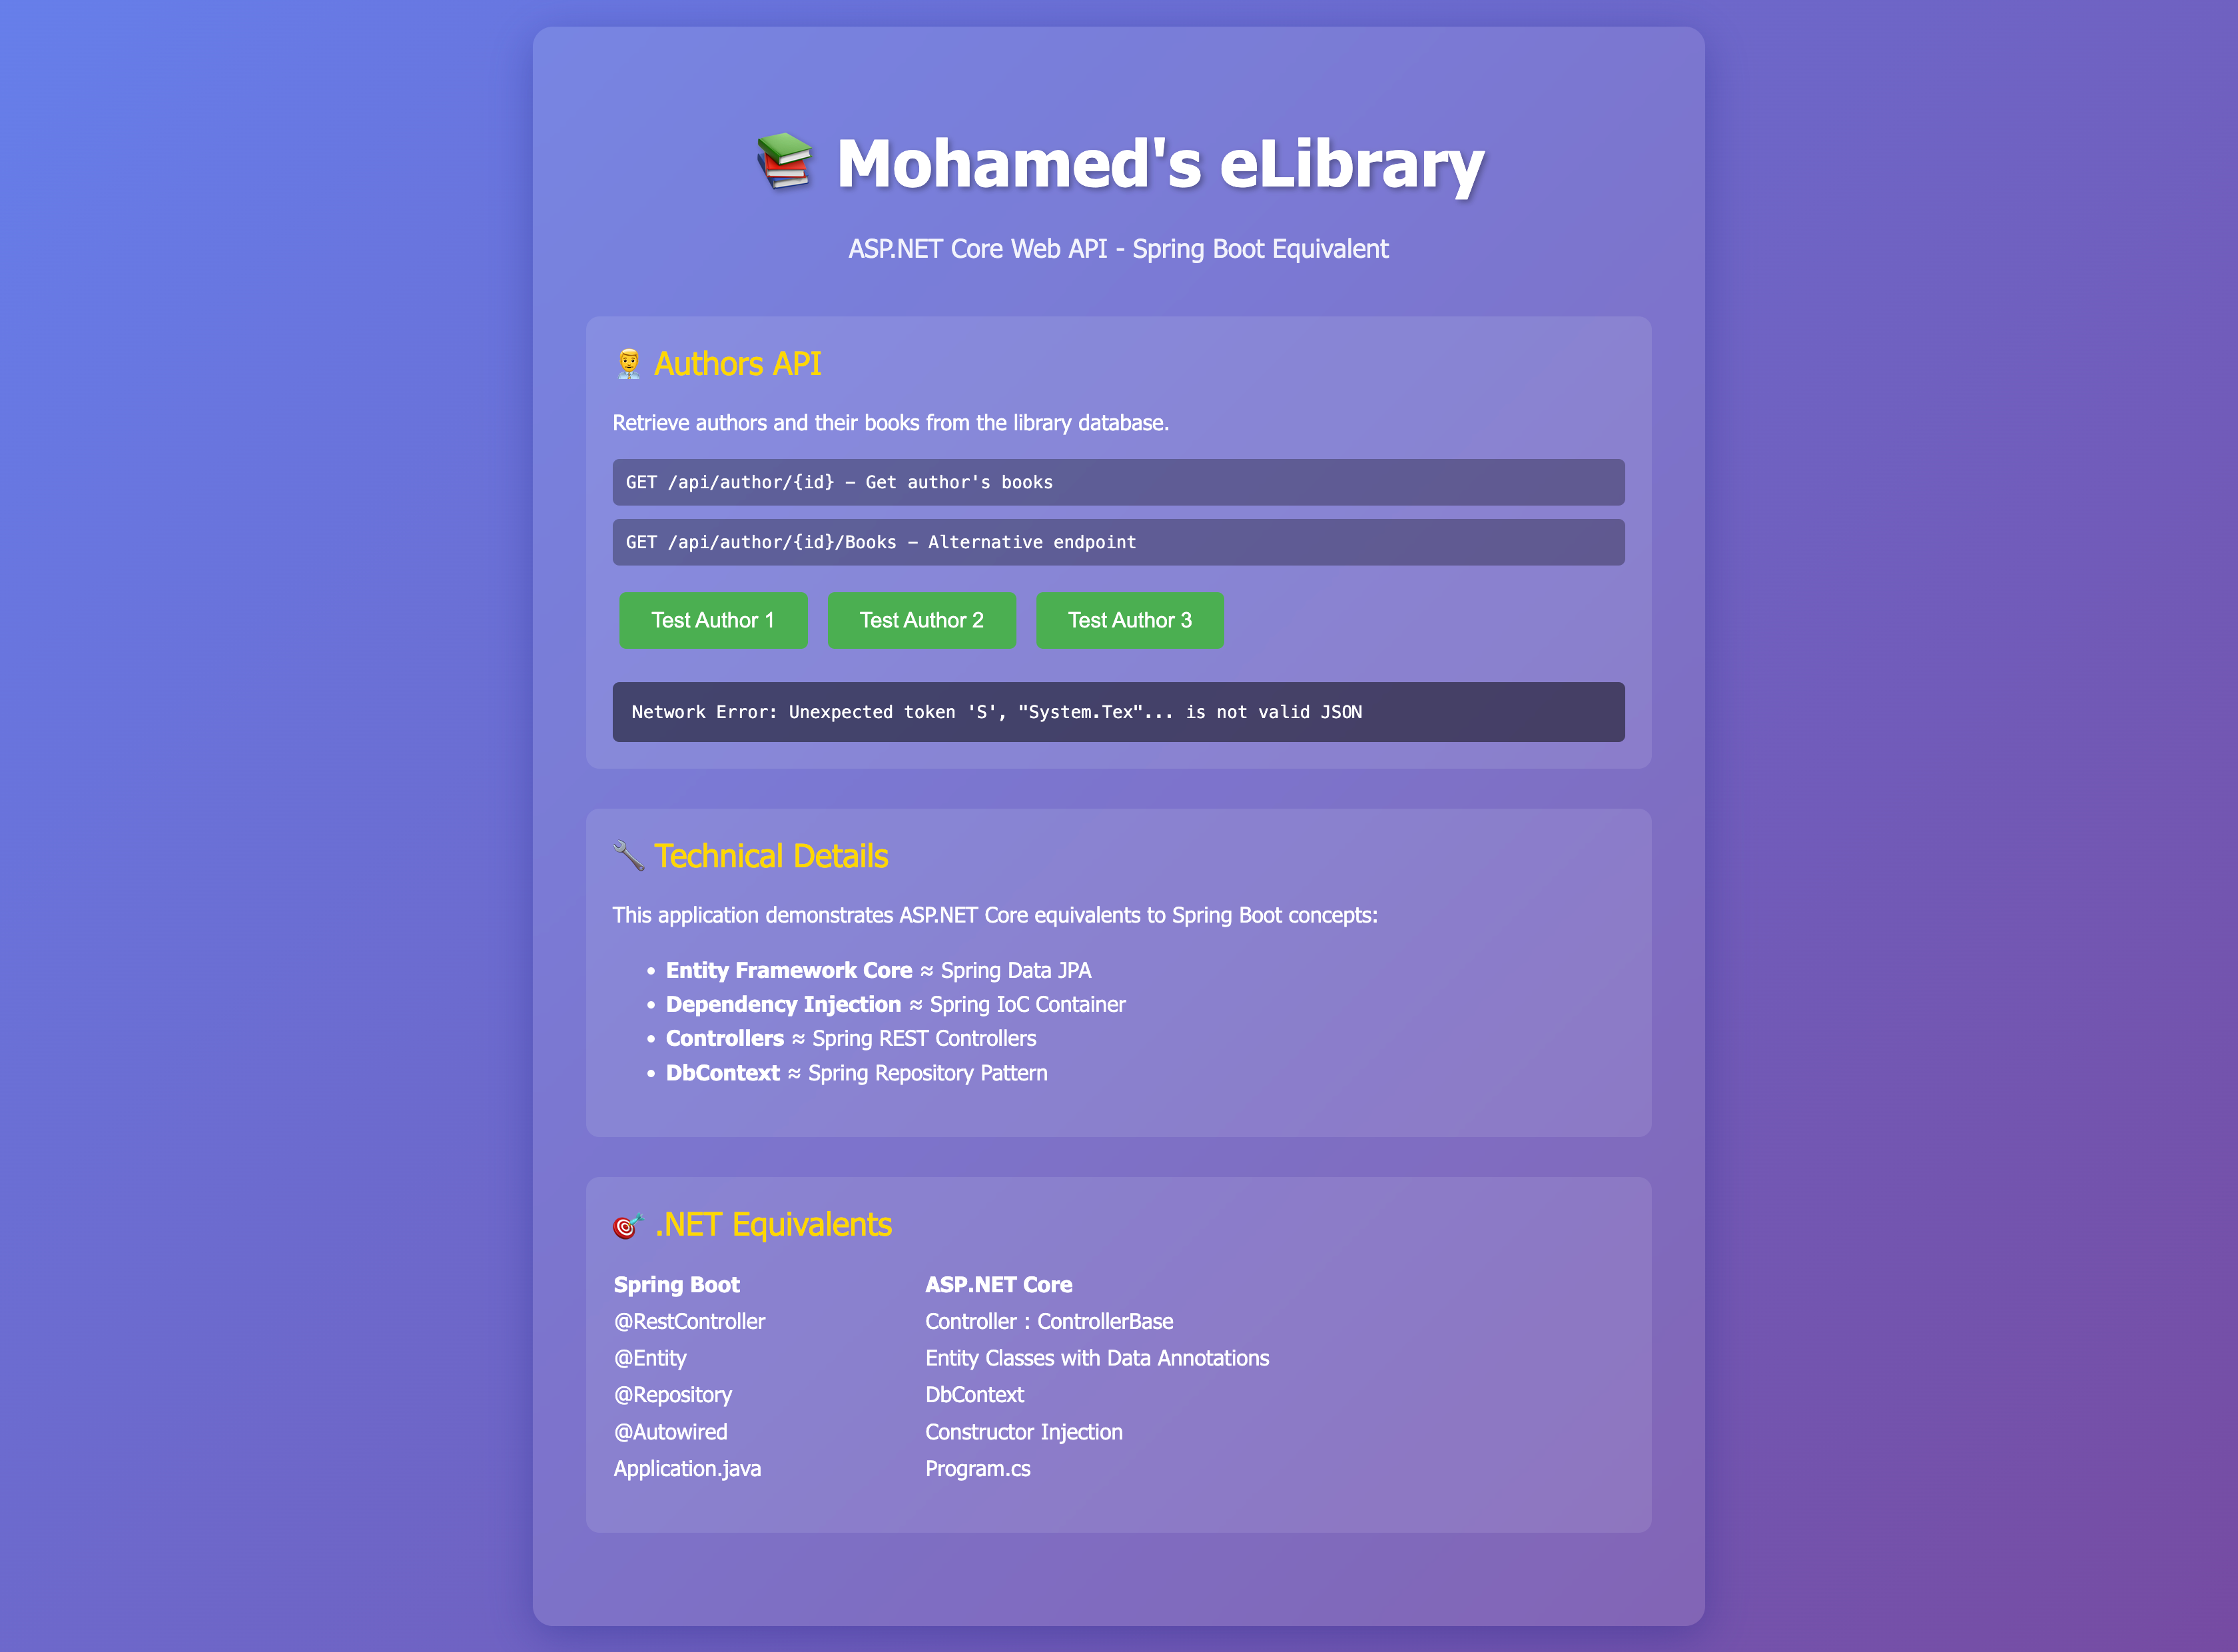 📚 Mohamed's eLibrary
ASP.NET Core Web API - Spring Boot Equivalent
👨‍💼 Authors API
Retrieve authors and their books from the library database.
GET /api/author/{id} - Get author's books
GET /api/author/{id}/Books - Alternative endpoint
Test Author 1 Test Author 2 Test Author 3
Network Error: Unexpected token 'S', "System.Tex"... is not valid JSON
🔧 Technical Details
This application demonstrates ASP.NET Core equivalents to Spring Boot concepts:
• Entity Framework Core ≈ Spring Data JPA
• Dependency Injection ≈ Spring IoC Container
• Controllers ≈ Spring REST Controllers
• DbContext ≈ Spring Repository Pattern
🎯 .NET Equivalents
Spring Boot ASP.NET Core
@RestController Controller : ControllerBase
@Entity Entity Classes with Data Annotations
@Repository DbContext
@Autowired Constructor Injection
Application.java Program.cs